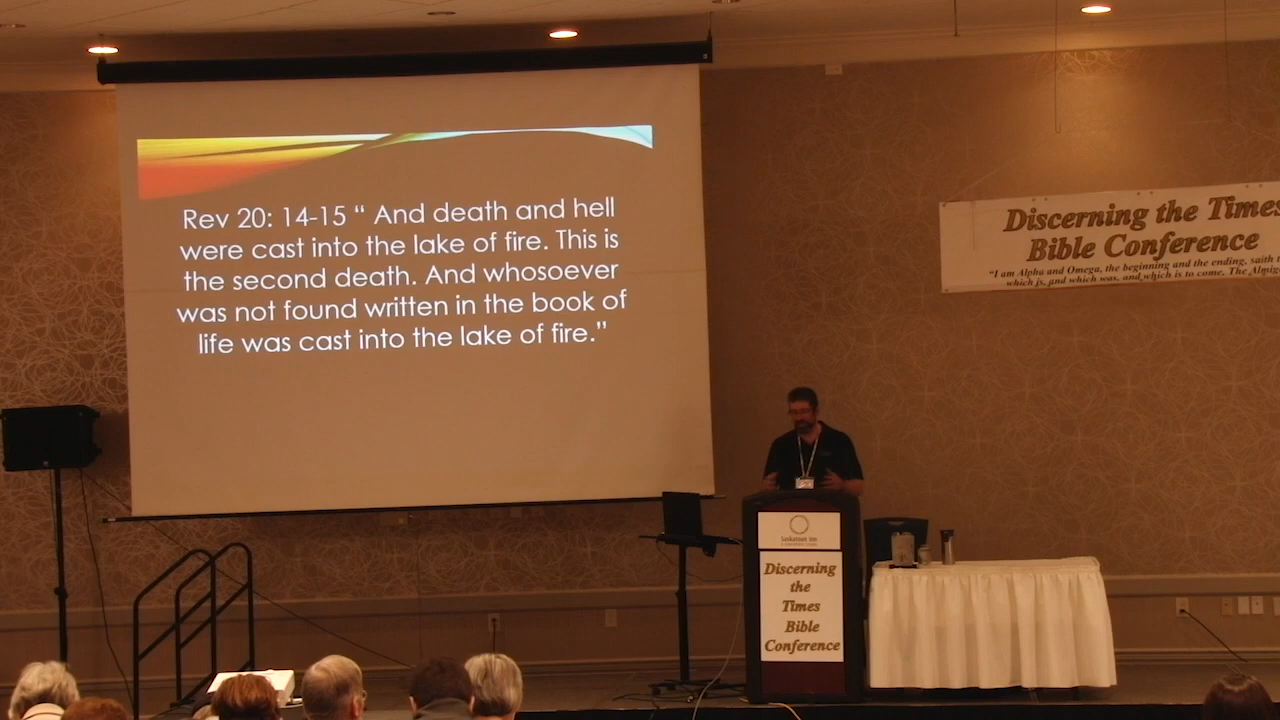 Rev 20: 14-15 “ And death and hell
were cast into the lake of fire. This is
the second death. And whosoever
was not found written in the book of
life was cast into the lake of fire.”
Discerning the Times
Bible Conference
“I am Alpha and Omega, the beginning and the ending, saith t
which is, and which was, and which is to come, The Almig
Saskatoon Inn
Discerning
the
Times
Bible
Conference